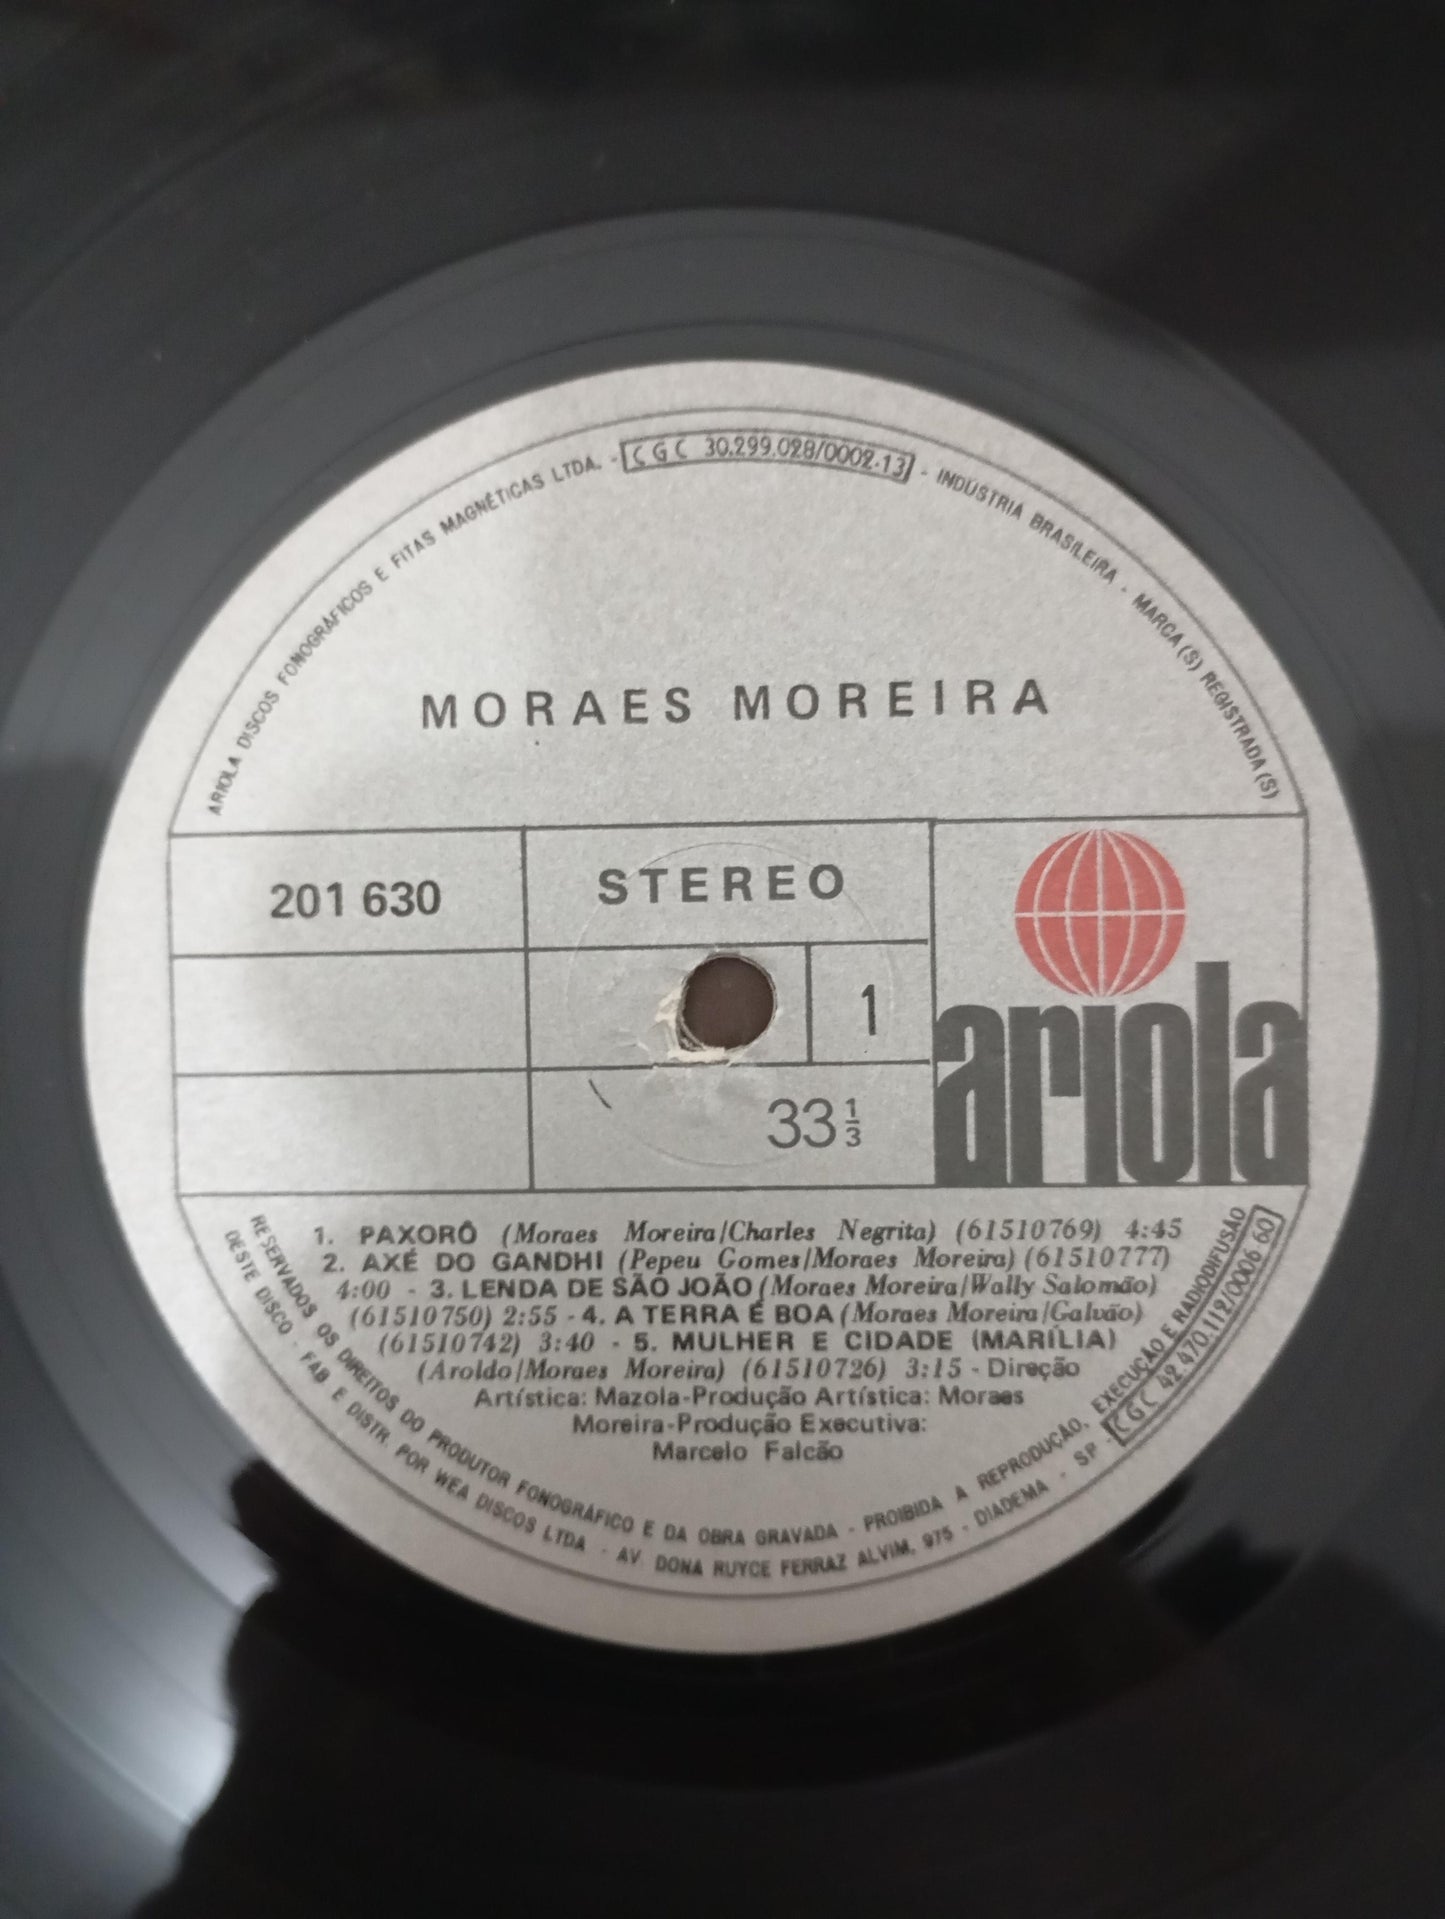 ARIOLA DISCOS FONOGRÁFICOS E FITAS MAGNÉTICAS LTDA. - CGC 30.299.028/0002-13 - INDÚSTRIA BRASILEIRA - MARCA(S) REGISTRADA(S)
MORAES MOREIRA
201 630
STEREO
1
33 1/3
ariola
1. PAXORÔ (Moraes Moreira/Charles Negrita) (61510769) 4:45
2. AXÉ DO GANDHI (Pepeu Gomes/Moraes Moreira) (61510777)
4:00 - 3. LENDA DE SÃO JOÃO (Moraes Moreira/Wally Salomão)
(61510750) 2:55 - 4. A TERRA É BOA (Moraes Moreira/Galvão)
(61510742) 3:40 - 5. MULHER E CIDADE (MARÍLIA)
(Aroldo/Moraes Moreira) (61510726) 3:15 - Direção
Artística: Mazola-Produção Artística: Moraes
Moreira-Produção Executiva:
Marcelo Falcão
RESERVADOS OS DIREITOS DO PRODUTOR FONOGRÁFICO E DA OBRA GRAVADA - PROIBIDA A REPRODUÇÃO, EXECUÇÃO E RADIODIFUSÃO
DESTE DISCO - FAB E DISTR. POR WEA DISCOS LTDA - AV DONA RUYCE FERRAZ ALVIM, 975 - DIADEMA - SP - CGC 42.470.112/0006 60